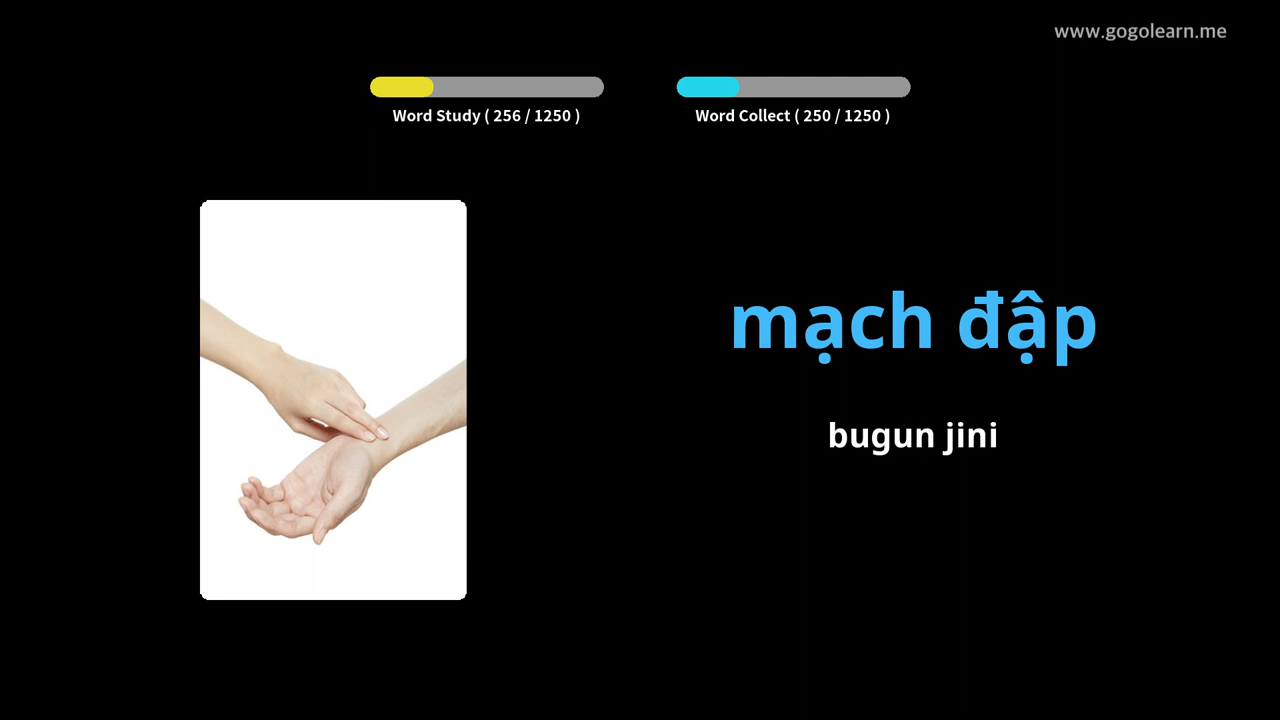 www.gogolearn.me
Word Study ( 256 / 1250 )
Word Collect ( 250 / 1250 )
mạch đập
bugun jini